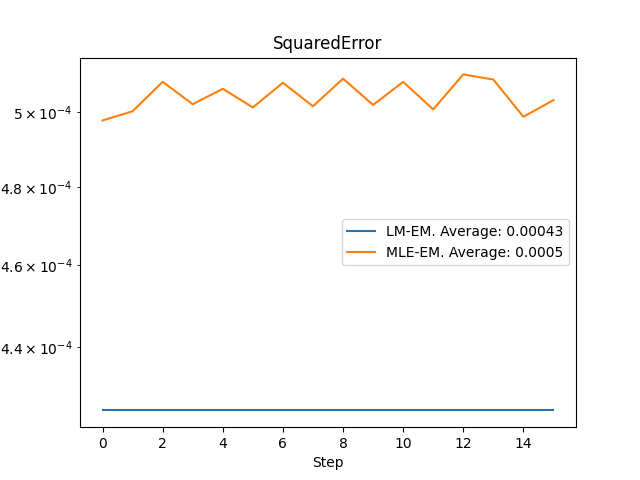 SquaredError
5 × 10⁻⁴
4.8 × 10⁻⁴
4.6 × 10⁻⁴
4.4 × 10⁻⁴
LM-EM. Average: 0.00043
MLE-EM. Average: 0.0005
0 2 4 6 8 10 12 14
Step